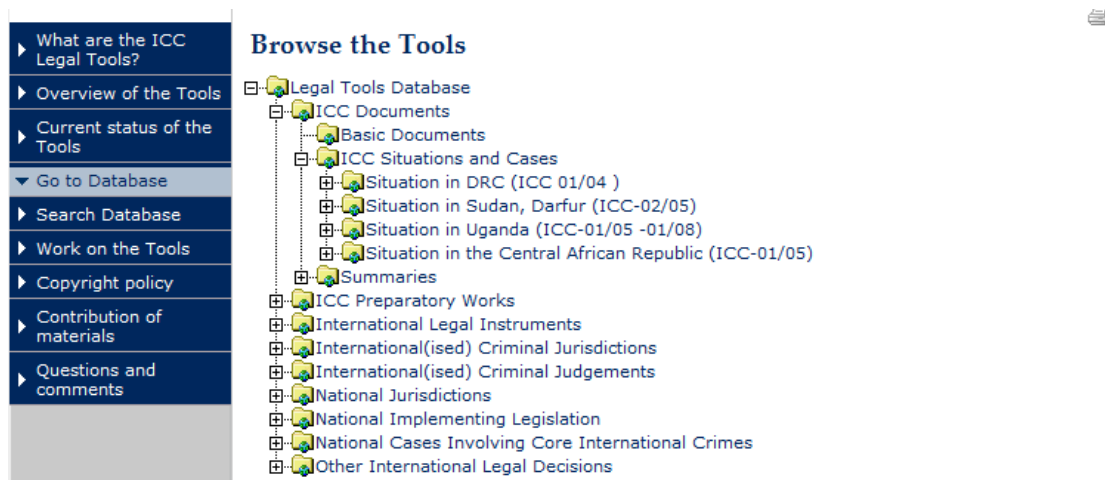 What are the ICC
Legal Tools?
Overview of the Tools
Current status of the
Tools
Go to Database
Search Database
Work on the Tools
Copyright policy
Contribution of
materials
Questions and
comments
Browse the Tools
Legal Tools Database
ICC Documents
Basic Documents
ICC Situations and Cases
Situation in DRC (ICC 01/04 )
Situation in Sudan, Darfur (ICC-02/05)
Situation in Uganda (ICC-01/05 -01/08)
Situation in the Central African Republic (ICC-01/05)
Summaries
ICC Preparatory Works
International Legal Instruments
International(ised) Criminal Jurisdictions
International(ised) Criminal Judgements
National Jurisdictions
National Implementing Legislation
National Cases Involving Core International Crimes
Other International Legal Decisions